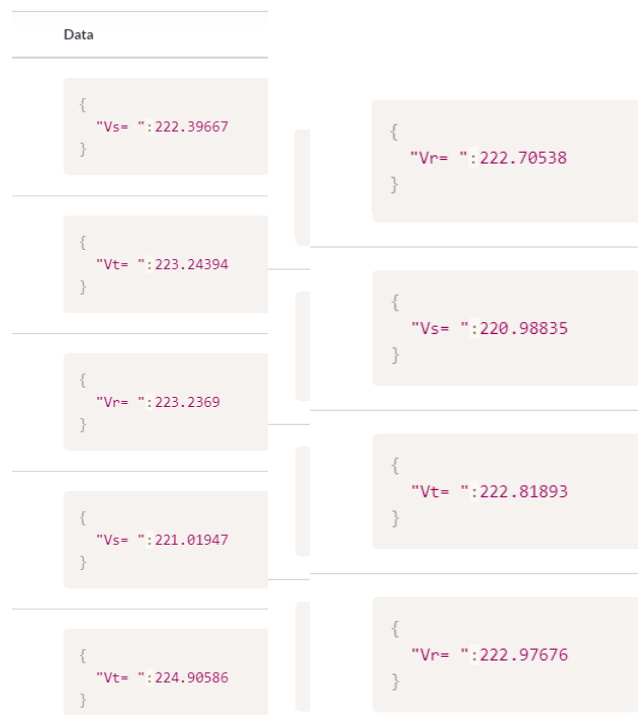 Data
{
"Vs= ":222.39667
}
{
"Vt= ":223.24394
}
{
"Vr= ":223.2369
}
{
"Vs= ":221.01947
}
{
"Vt= ":224.90586
}
{
"Vr= ":222.70538
}
{
"Vs= ":220.98835
}
{
"Vt= ":222.81893
}
{
"Vr= ":222.97676
}